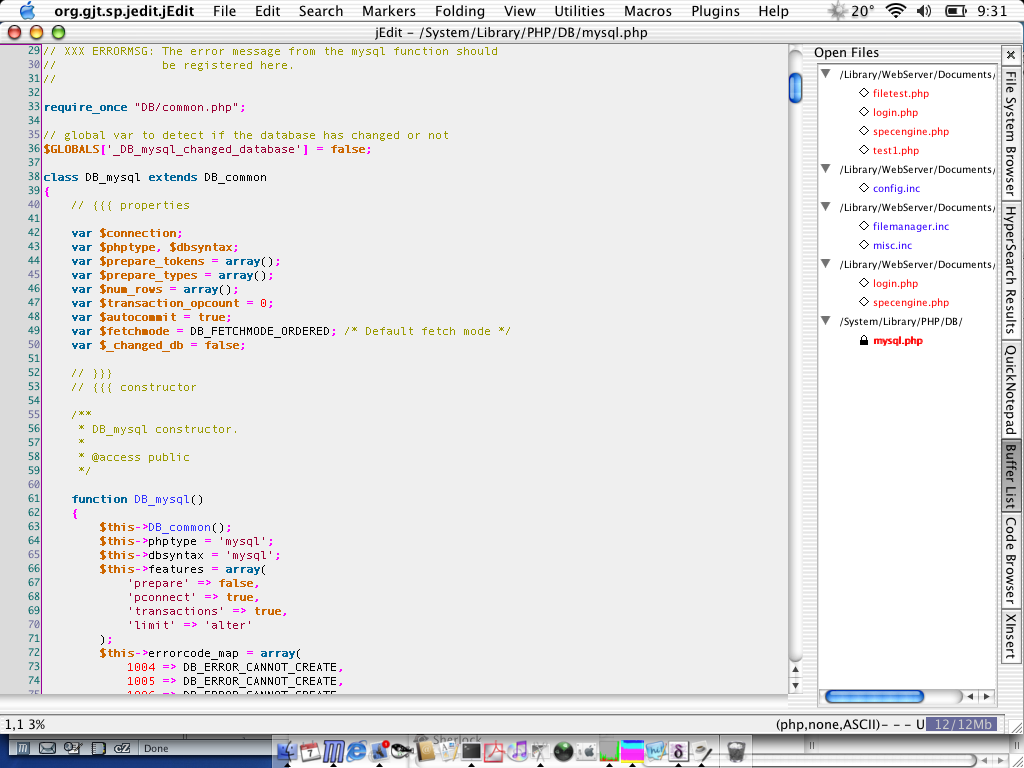 org.gjt.sp.jedit.jEdit File Edit Search Markers Folding View Utilities Macros Plugins Help 20° 9:31
jEdit – /System/Library/PHP/DB/mysql.php
29 // XXX ERRORMSG: The error message from the mysql function should
30 //               be registered here.
31 //
32
33 require_once "DB/common.php";
34
35 // global var to detect if the database has changed or not
36 $GLOBALS['_DB_mysql_changed_database'] = false;
37
38 class DB_mysql extends DB_common
39 {
40     // {{{ properties
41
42     var $connection;
43     var $phptype, $dbsyntax;
44     var $prepare_tokens = array();
45     var $prepare_types = array();
46     var $num_rows = array();
47     var $transaction_opcount = 0;
48     var $autocommit = true;
49     var $fetchmode = DB_FETCHMODE_ORDERED; /* Default fetch mode */
50     var $_changed_db = false;
51
52     // }}}
53     // {{{ constructor
54
55     /**
56      * DB_mysql constructor.
57      *
58      * @access public
59      */
60
61     function DB_mysql()
62     {
63         $this->DB_common();
64         $this->phptype = 'mysql';
65         $this->dbsyntax = 'mysql';
66         $this->features = array(
67             'prepare' => false,
68             'pconnect' => true,
69             'transactions' => true,
70             'limit' => 'alter'
71         );
72         $this->errorcode_map = array(
73             1004 => DB_ERROR_CANNOT_CREATE,
74             1005 => DB_ERROR_CANNOT_CREATE,
75             1006 => DB_ERROR_CANNOT_CREATE
Open Files
/Library/WebServer/Documents/
filetest.php
login.php
specengine.php
test1.php
/Library/WebServer/Documents/
config.inc
/Library/WebServer/Documents/
filemanager.inc
misc.inc
/Library/WebServer/Documents/
login.php
specengine.php
/System/Library/PHP/DB/
mysql.php
File System Browser
HyperSearch Results
QuickNotepad
Buffer List
Code Browser
XInsert
1,1 3%
(php,none,ASCII)- - - U 12/12Mb
Done
Sherlock